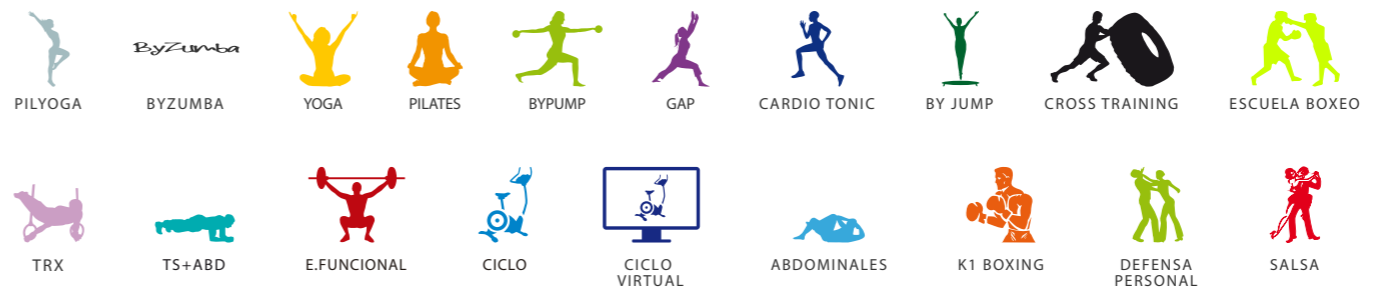 ByZumba
PILYOGA
BYZUMBA
YOGA
PILATES
BYPUMP
GAP
CARDIO TONIC
BY JUMP
CROSS TRAINING
ESCUELA BOXEO
TRX
TS+ABD
E.FUNCIONAL
CICLO
CICLO
VIRTUAL
ABDOMINALES
K1 BOXING
DEFENSA
PERSONAL
SALSA